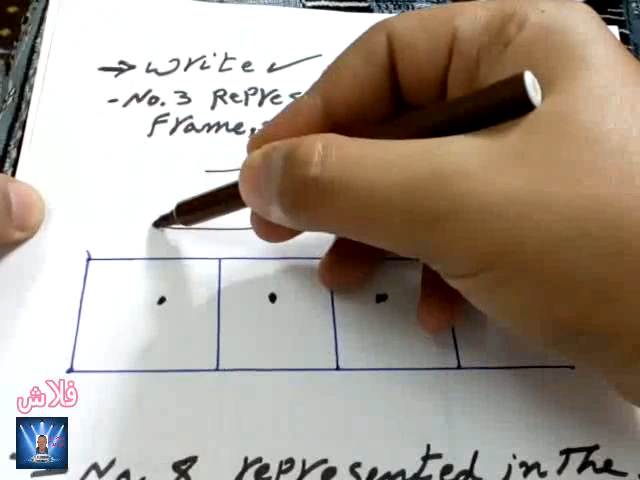 → Write ✓
- No. 3 Repres
Frame.
فلاش
- No. 8 represented in The